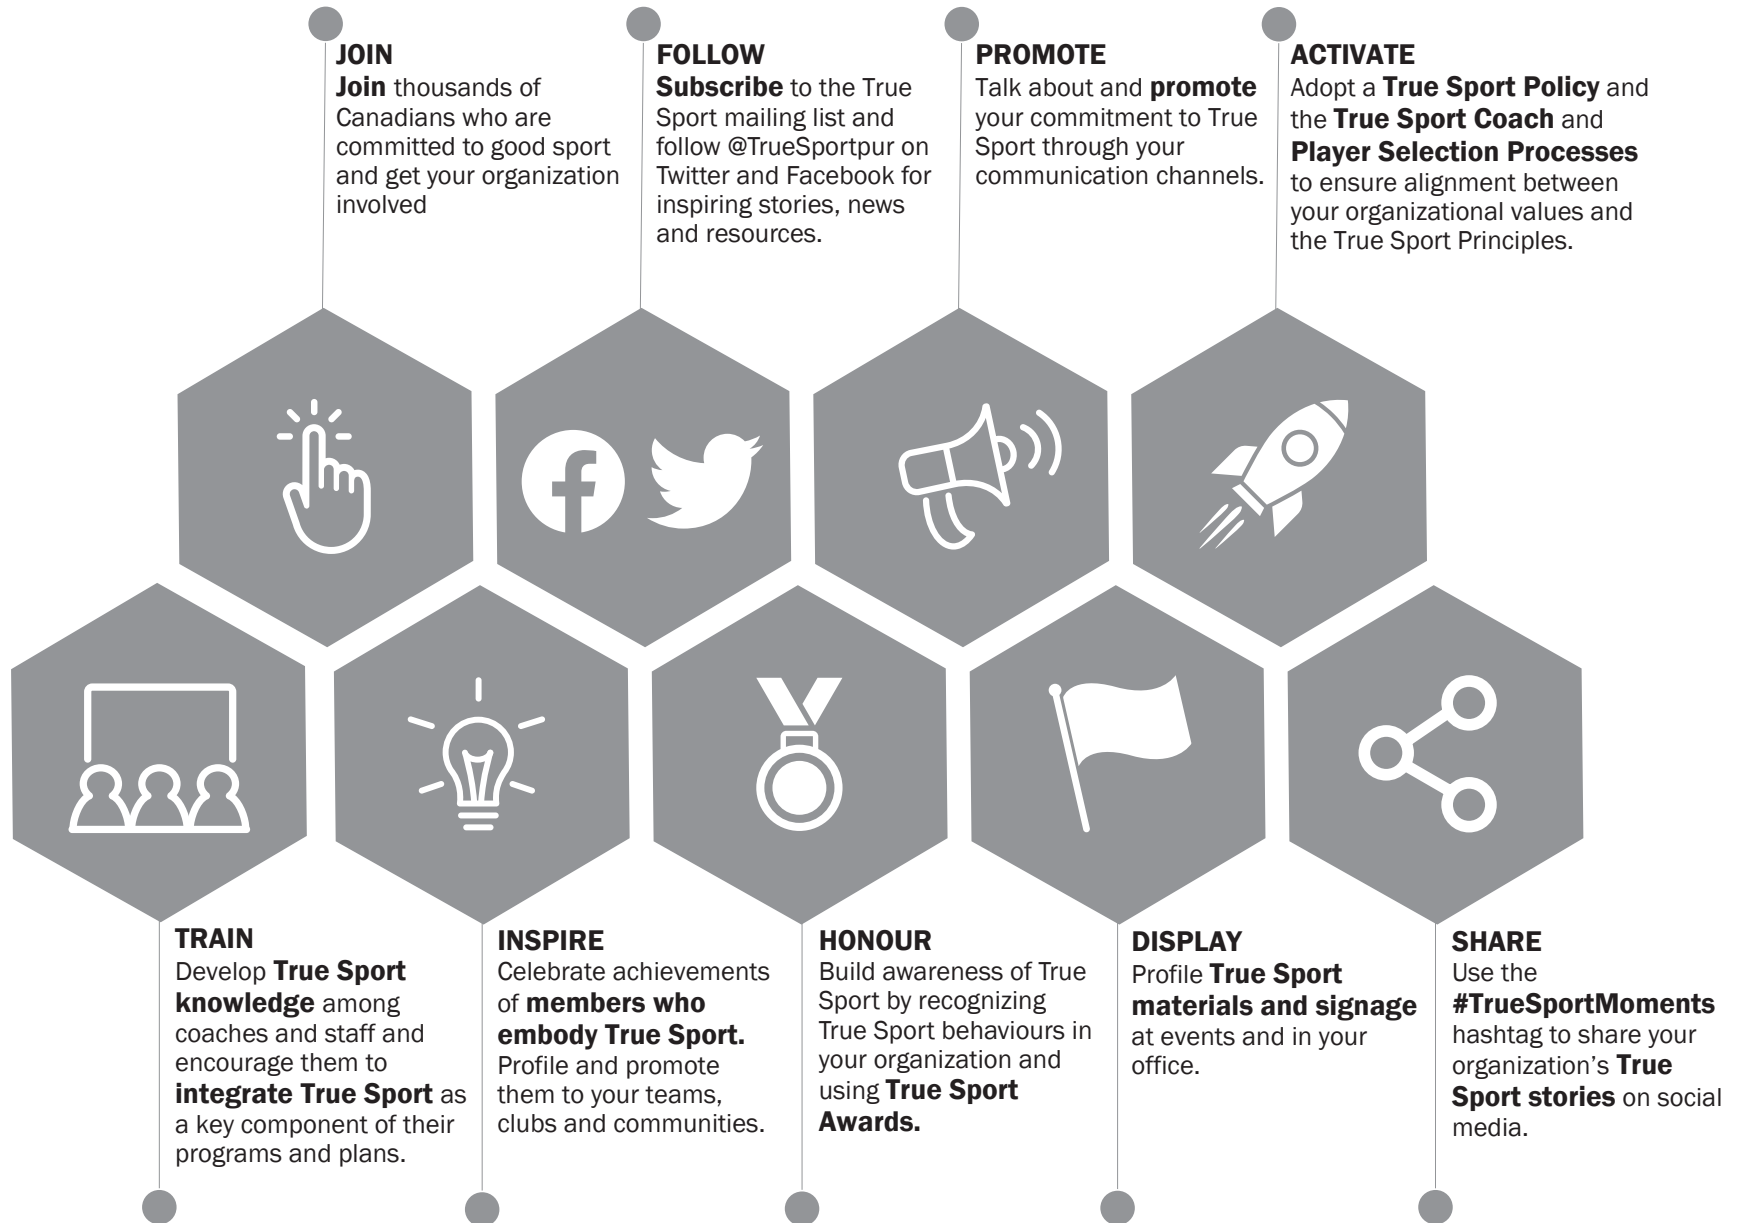 JOIN
Join thousands of
Canadians who are
committed to good sport
and get your organization
involved
FOLLOW
Subscribe to the True
Sport mailing list and
follow @TrueSportpur on
Twitter and Facebook for
inspiring stories, news
and resources.
PROMOTE
Talk about and promote
your commitment to True
Sport through your
communication channels.
ACTIVATE
Adopt a True Sport Policy and
the True Sport Coach and
Player Selection Processes
to ensure alignment between
your organizational values and
the True Sport Principles.
TRAIN
Develop True Sport
knowledge among
coaches and staff and
encourage them to
integrate True Sport as
a key component of their
programs and plans.
INSPIRE
Celebrate achievements
of members who
embody True Sport.
Profile and promote
them to your teams,
clubs and communities.
HONOUR
Build awareness of True
Sport by recognizing
True Sport behaviours in
your organization and
using True Sport
Awards.
DISPLAY
Profile True Sport
materials and signage
at events and in your
office.
SHARE
Use the
#TrueSportMoments
hashtag to share your
organization’s True
Sport stories on social
media.